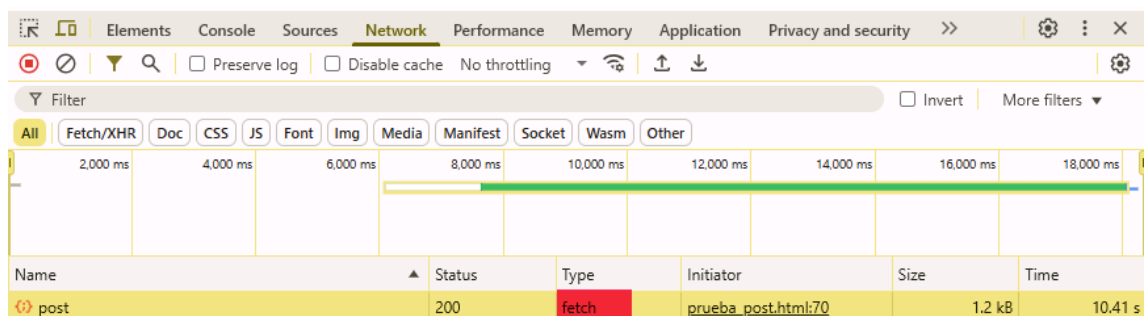 Elements Console Sources Network Performance Memory Application Privacy and security
Preserve log Disable cache No throttling
Filter Invert More filters
All Fetch/XHR Doc CSS JS Font Img Media Manifest Socket Wasm Other
2,000 ms 4,000 ms 6,000 ms 8,000 ms 10,000 ms 12,000 ms 14,000 ms 16,000 ms 18,000 ms
Name Status Type Initiator Size Time
post 200 fetch prueba_post.html:70 1.2 kB 10.41 s